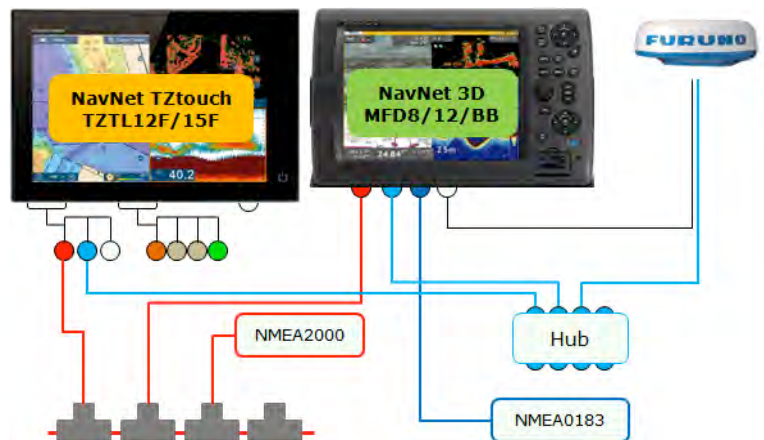 NavNet TZtouch
TZTL12F/15F
40.2
NavNet 3D
MFD8/12/BB
FURUNO
NMEA2000
Hub
NMEA0183